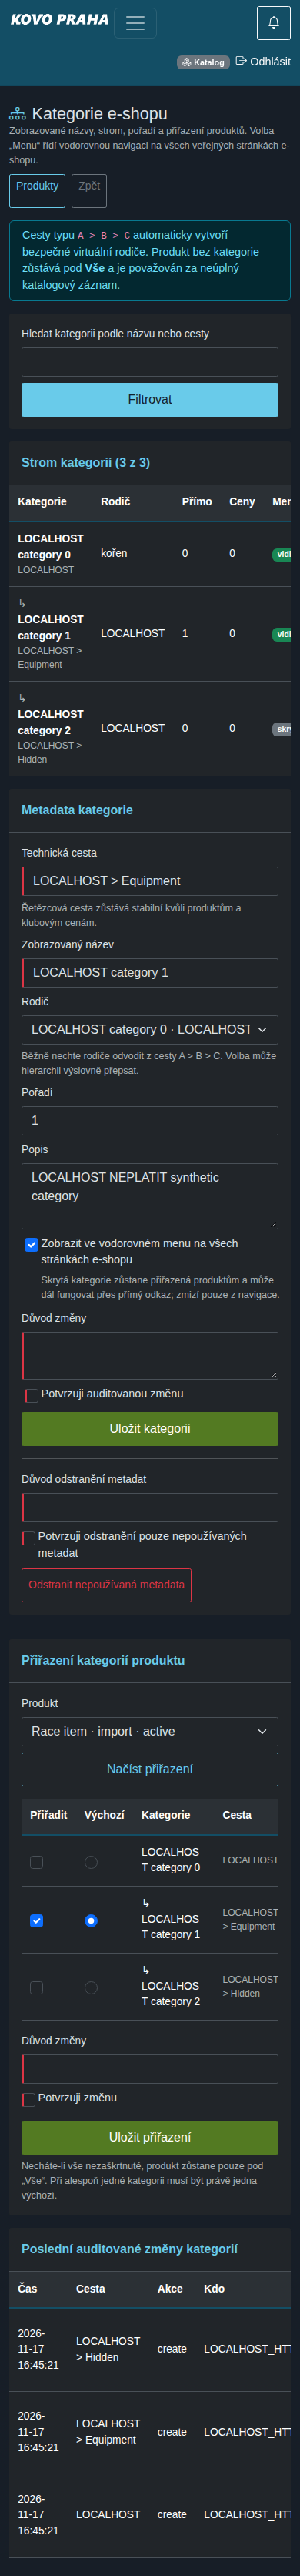 KOVO PRAHA
Katalog
Odhlásit
Kategorie e-shopu
Zobrazované názvy, strom, pořadí a přiřazení produktů. Volba
„Menu“ řídí vodorovnou navigaci na všech veřejných stránkách e-
shopu.
Produkty
Zpět
Cesty typu A > B > C automaticky vytvoří
bezpečné virtuální rodiče. Produkt bez kategorie
zůstává pod Vše a je považován za neúplný
katalogový záznam.
Hledat kategorii podle názvu nebo cesty
Filtrovat
Strom kategorií (3 z 3)
Kategorie Rodič Přímo Ceny Men
LOCALHOST
category 0
LOCALHOST
kořen 0 0 vidi
↳
LOCALHOST
category 1
LOCALHOST >
Equipment
LOCALHOST 1 0 vidi
↳
LOCALHOST
category 2
LOCALHOST >
Hidden
LOCALHOST 0 0 skry
Metadata kategorie
Technická cesta
LOCALHOST > Equipment
Řetězcová cesta zůstává stabilní kvůli produktům a
klubovým cenám.
Zobrazovaný název
LOCALHOST category 1
Rodič
LOCALHOST category 0 · LOCALHOST
Běžně nechte rodiče odvodit z cesty A > B > C. Volba může
hierarchii výslovně přepsat.
Pořadí
1
Popis
LOCALHOST NEPLATIT synthetic
category
Zobrazit ve vodorovném menu na všech
stránkách e-shopu
Skrytá kategorie zůstane přiřazená produktům a může
dál fungovat přes přímý odkaz; zmizí pouze z navigace.
Důvod změny
Potvrzuji auditovanou změnu
Uložit kategorii
Důvod odstranění metadat
Potvrzuji odstranění pouze nepoužívaných
metadat
Odstranit nepoužívaná metadata
Přiřazení kategorií produktu
Produkt
Race item · import · active
Načíst přiřazení
Přiřadit Výchozí Kategorie Cesta
LOCALHOS
T category 0
LOCALHOST
↳
LOCALHOS
T category 1
LOCALHOST
> Equipment
↳
LOCALHOS
T category 2
LOCALHOST
> Hidden
Důvod změny
Potvrzuji změnu
Uložit přiřazení
Necháte-li vše nezaškrtnuté, produkt zůstane pouze pod
„Vše“. Při alespoň jedné kategorii musí být právě jedna
výchozí.
Poslední auditované změny kategorií
Čas Cesta Akce Kdo
2026-
11-17
16:45:21
LOCALHOST
> Hidden
create LOCALHOST_HTT
2026-
11-17
16:45:21
LOCALHOST
> Equipment
create LOCALHOST_HTT
2026-
11-17
16:45:21
LOCALHOST
create LOCALHOST_HTT